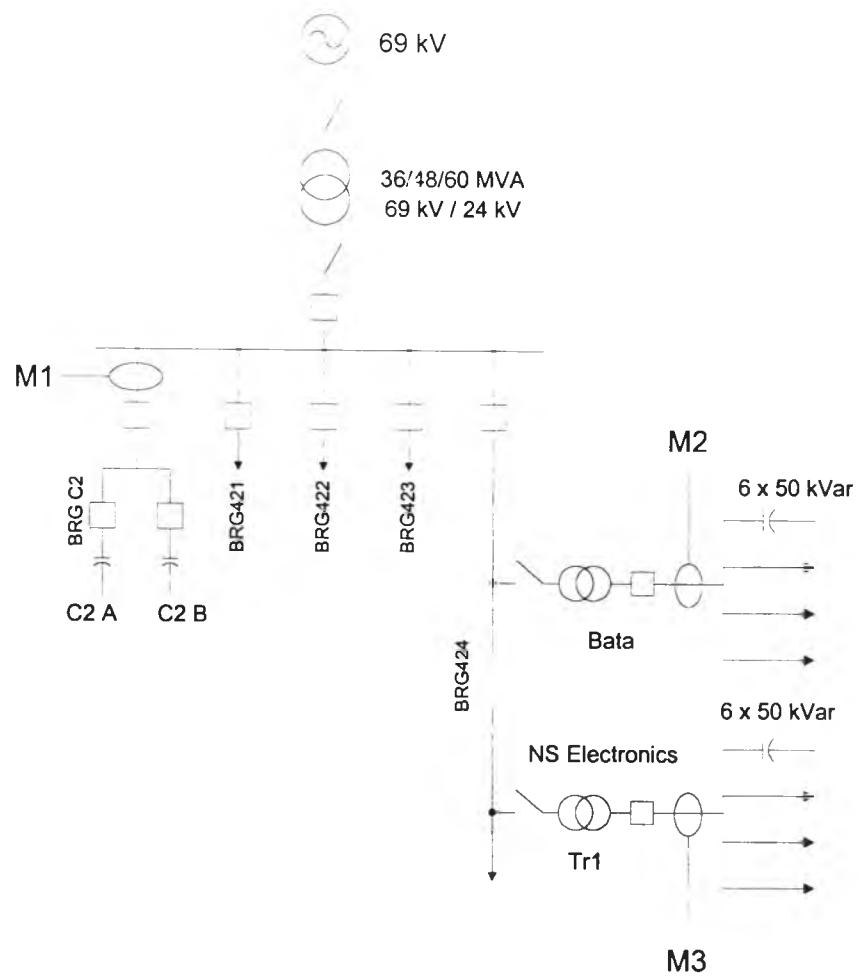 69 kV
36/48/60 MVA
69 kV / 24 kV
M1
BRG C2
BRG421
BRG422
BRG423
M2
6 x 50 kVar
C2 A
C2 B
Bata
BRG424
6 x 50 kVar
NS Electronics
Tr1
M3